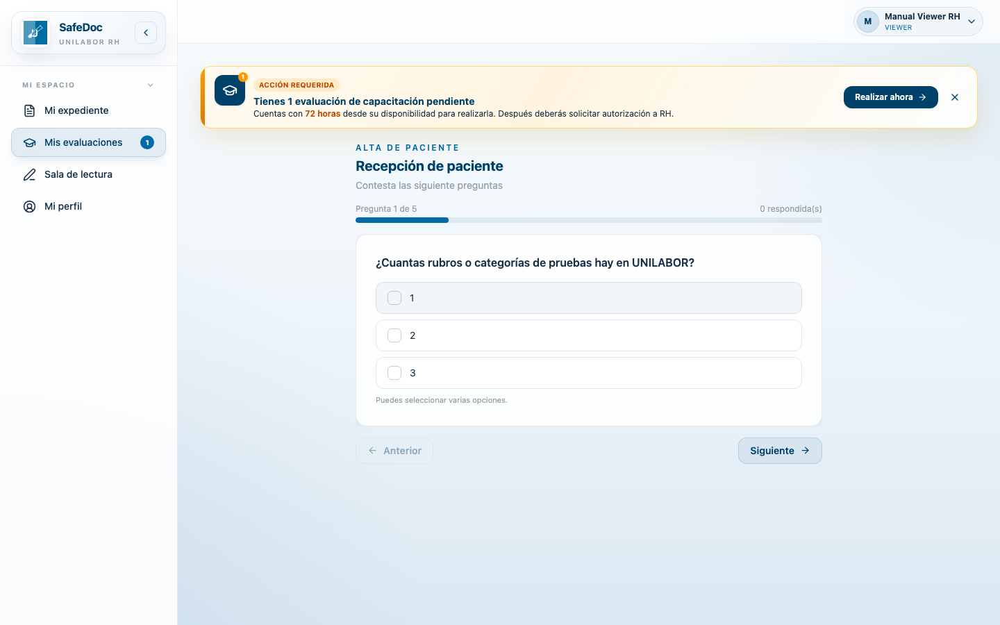 SafeDoc
UNILABOR RH
MI ESPACIO
Mi expediente
Mis evaluaciones
1
Sala de lectura
Mi perfil
M
Manual Viewer RH
VIEWER
1
ACCIÓN REQUERIDA
Tienes 1 evaluación de capacitación pendiente
Cuentas con 72 horas desde su disponibilidad para realizarla. Después deberás solicitar autorización a RH.
Realizar ahora
ALTA DE PACIENTE
Recepción de paciente
Contesta las siguiente preguntas
Pregunta 1 de 5
0 respondida(s)
¿Cuantas rubros o categorías de pruebas hay en UNILABOR?
1
2
3
Puedes seleccionar varias opciones.
Anterior
Siguiente